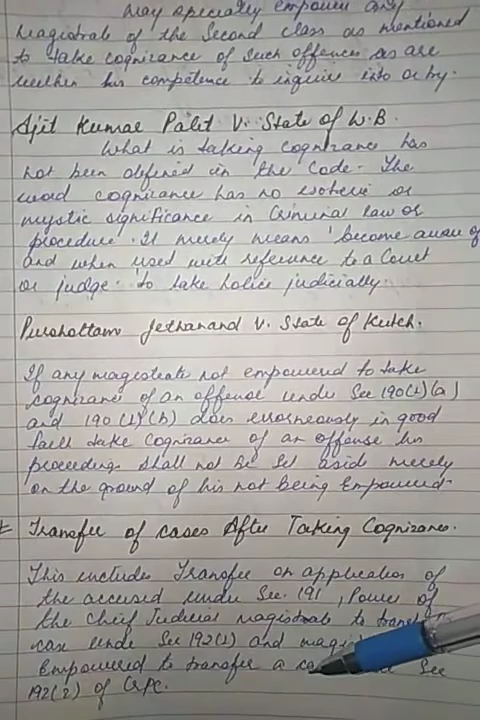 may specially empower any
Magistrate of the Second class as mentioned
to take cognizance of such offences as are
within his competence to inquire into or try.
Ajit Kumar Palit V. State of W.B.
What is taking cognizance has
not been defined in the Code. The
word cognizance has no esoteric or
mystic significance in Criminal law or
procedure. It merely means 'become aware of
and when used with reference to a Court
or judge. to take notice judicially.
Purshottam Jethanand V. State of Kutch.
If any magistrate not empowered to take
cognizance of an offense under Sec 190(1)(a)
and 190(1)(b) does erroneously in good
faith take Cognizance of an offense his
proceedings shall not be set aside merely
on the ground of his not being Empowered.
Transfer of cases After Taking Cognizance.
This includes Transfer on application of
the accused under Sec. 191, Power of
the chief Judicial magistrate to
case under Sec 192(1) and
Empowered to transfer a Sec
192(2) of CrPC.